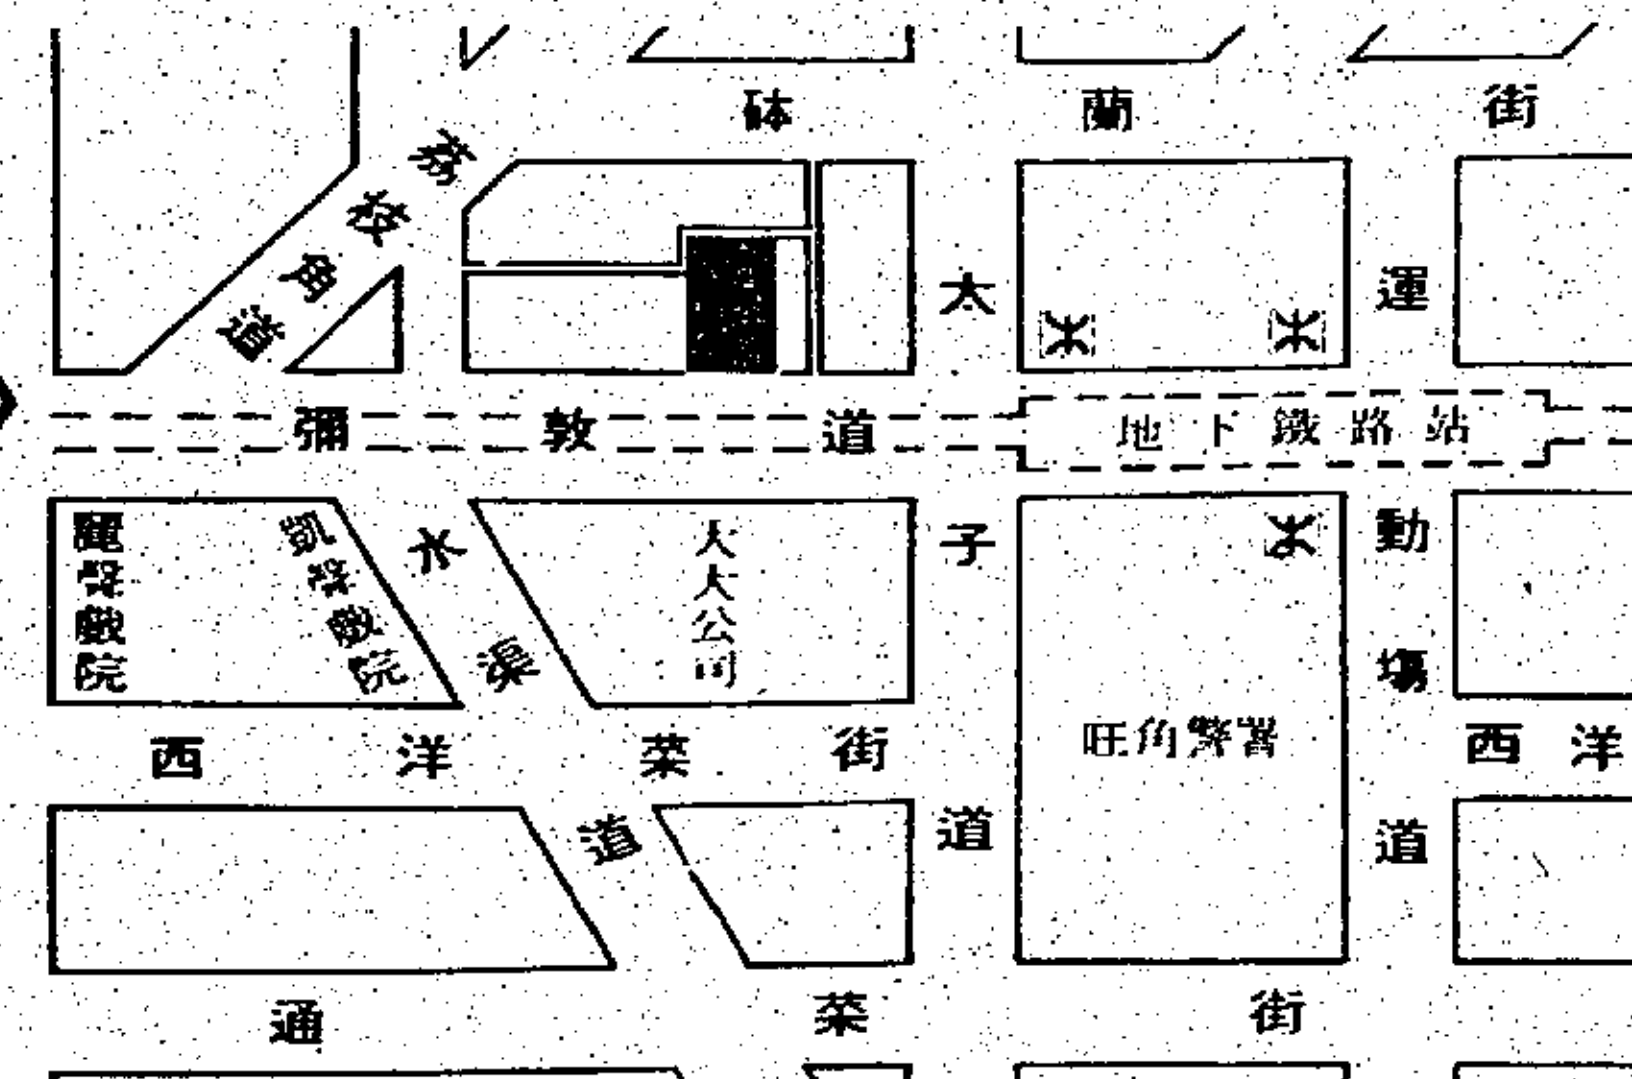 砵蘭街
荔枝角道
太子道
運動場道
彌敦道
地下鐵路站
麗聲戲院
凱聲戲院
水渠道
大大公司
旺角警署
西洋菜街
西洋
通菜街